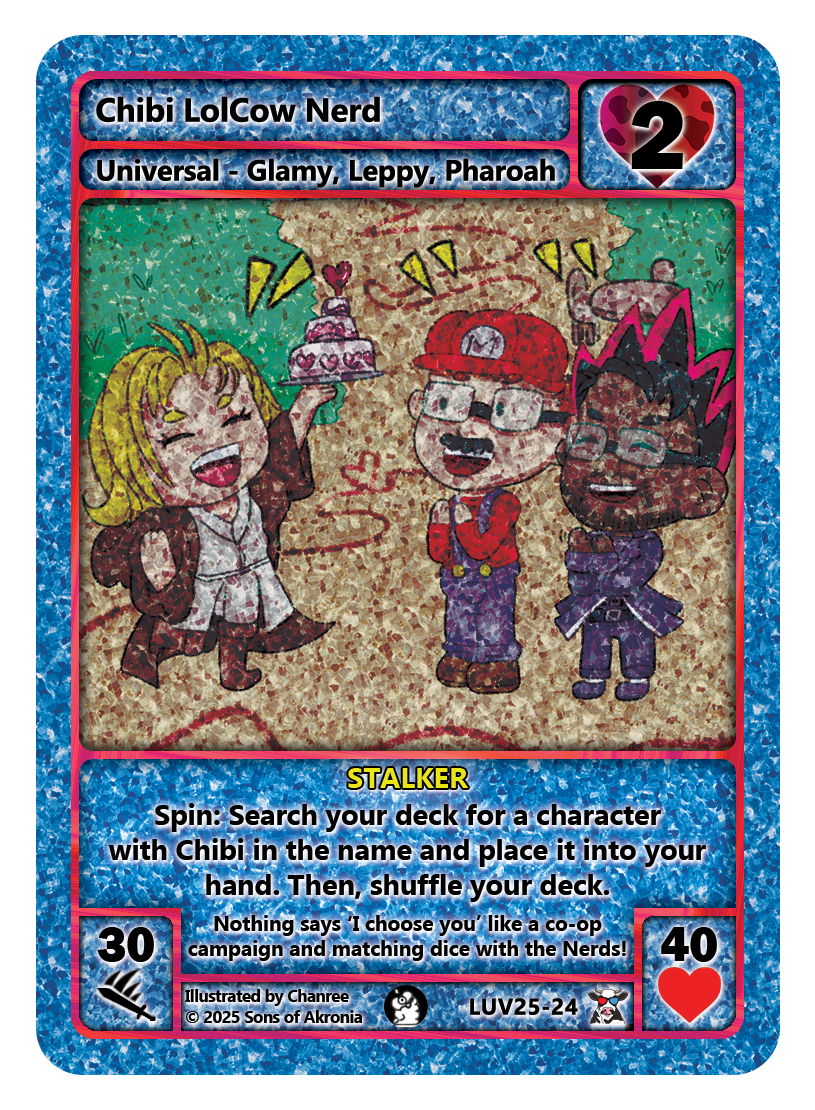 Chibi LolCow Nerd
2
Universal - Glamy, Leppy, Pharoah
M
STALKER
Spin: Search your deck for a character
with Chibi in the name and place it into your
hand. Then, shuffle your deck.
Nothing says ‘I choose you’ like a co-op
campaign and matching dice with the Nerds!
30
40
Illustrated by Chanree
© 2025 Sons of Akronia
LUV25-24